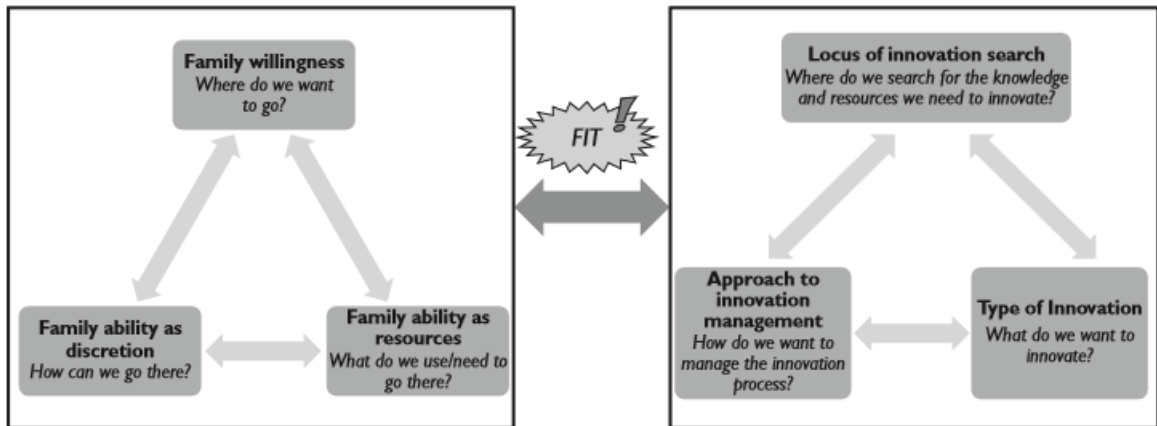 Family willingness
Where do we want
to go?
Family ability as
discretion
How can we go there?
Family ability as
resources
What do we use/need to
go there?
FIT!
Locus of innovation search
Where do we search for the knowledge
and resources we need to innovate?
Approach to
innovation
management
How do we want to
manage the innovation
process?
Type of Innovation
What do we want to
innovate?